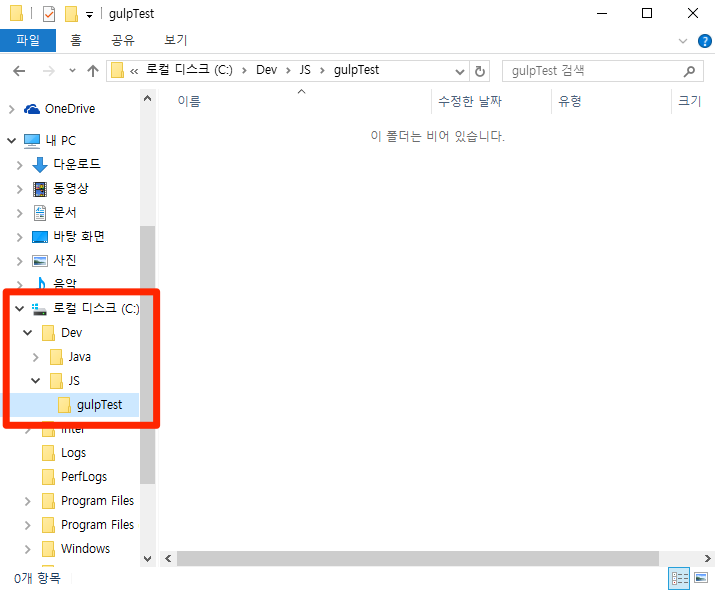 gulpTest
파일 홈 공유 보기
« 로컬 디스크 (C:) > Dev > JS > gulpTest
gulpTest 검색
이름 수정한 날짜 유형 크기
이 폴더는 비어 있습니다.
OneDrive
내 PC
다운로드
동영상
문서
바탕 화면
사진
음악
로컬 디스크 (C:)
Dev
Java
JS
gulpTest
Intel
Logs
PerfLogs
Program Files
Program Files
Windows
0개 항목